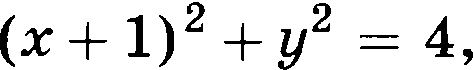 (x + 1)² + y² = 4,